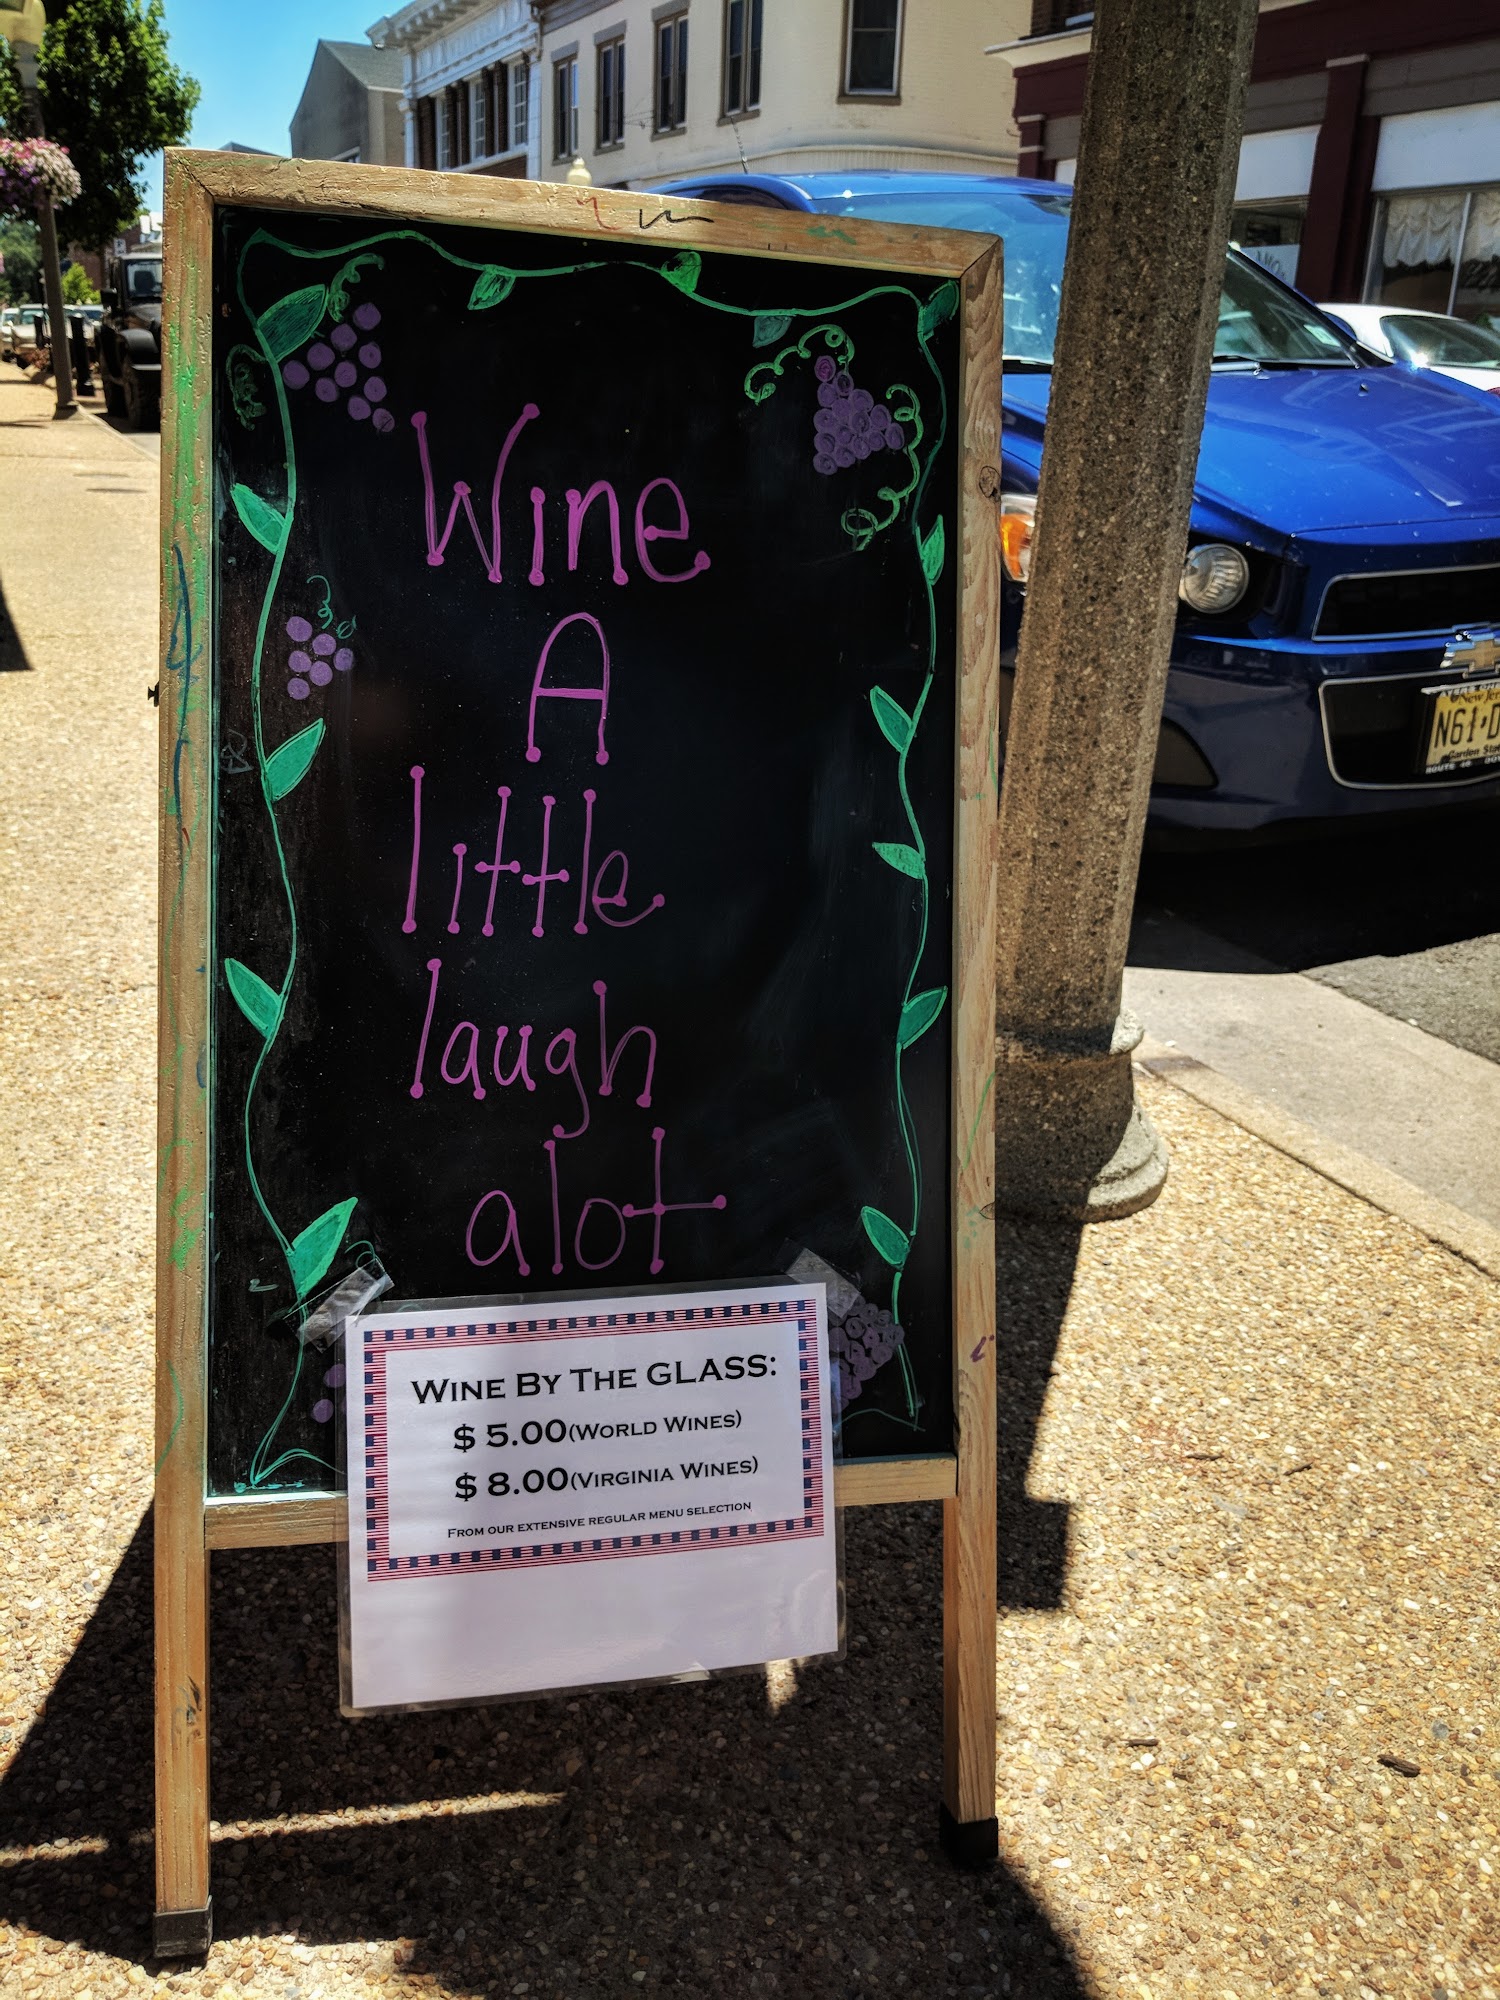 Wine
A
little
laugh
alot
WINE BY THE GLASS:
$ 5.00(WORLD WINES)
$ 8.00(VIRGINIA WINES)
FROM OUR EXTENSIVE REGULAR MENU SELECTION
N61